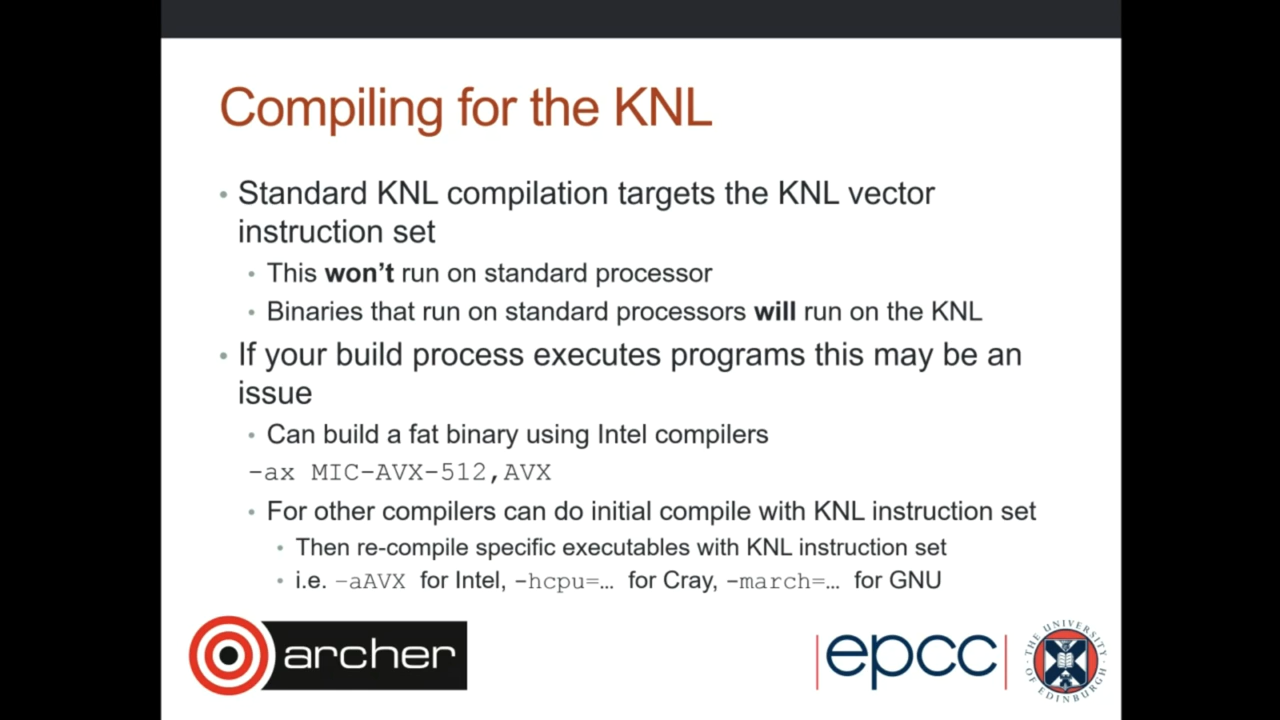 Compiling for the KNL
• Standard KNL compilation targets the KNL vector
instruction set
• This won't run on standard processor
• Binaries that run on standard processors will run on the KNL
• If your build process executes programs this may be an
issue
• Can build a fat binary using Intel compilers
-ax MIC-AVX-512,AVX
• For other compilers can do initial compile with KNL instruction set
• Then re-compile specific executables with KNL instruction set
• i.e. -aAVX for Intel, -hcpu=… for Cray, -march=… for GNU
archer
|epcc|
THE UNIVERSITY
OF EDINBURGH